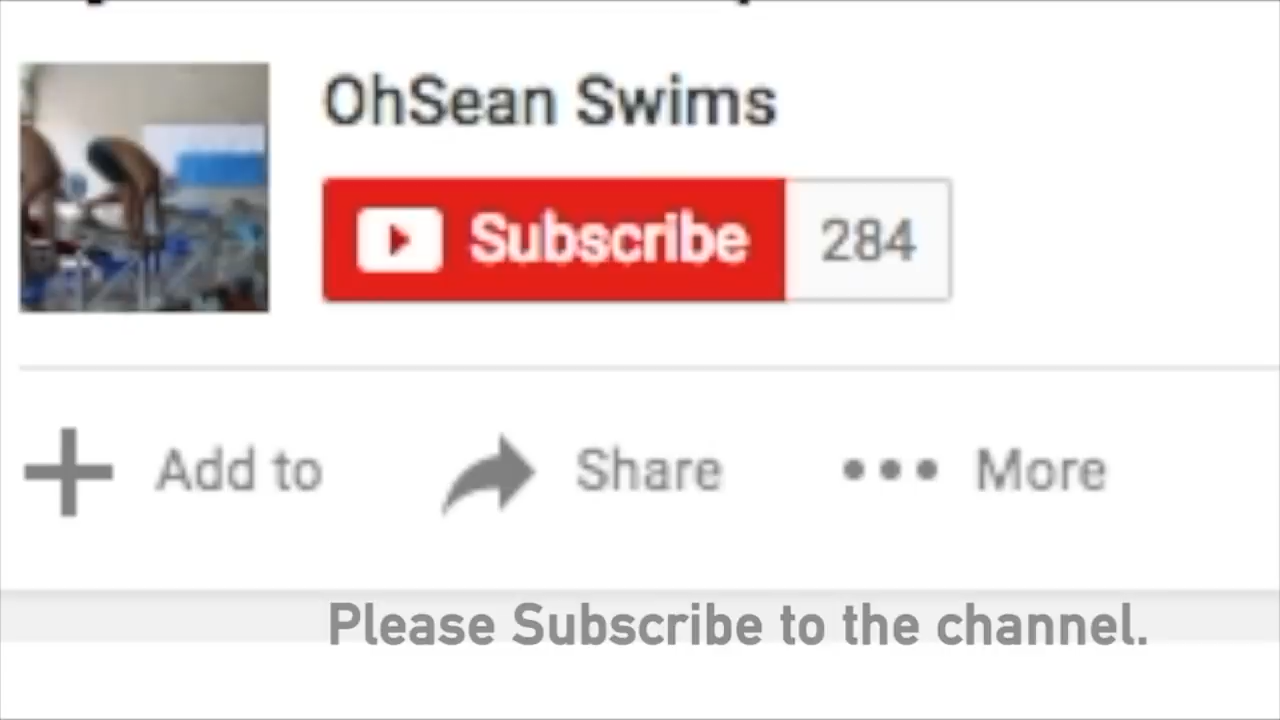 OhSean Swims
Subscribe 284
Add to Share More
Please Subscribe to the channel.